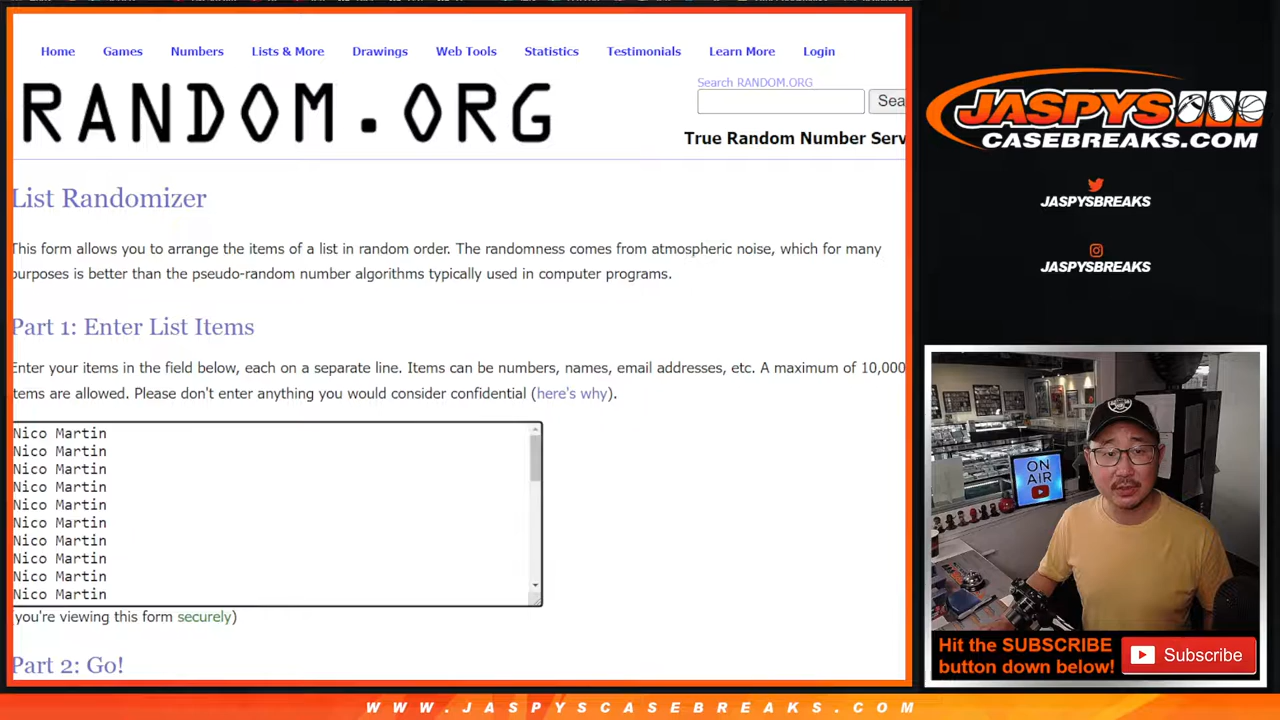 Home Games Numbers Lists & More Drawings Web Tools Statistics Testimonials Learn More Login
RANDOM.ORG
Search RANDOM.ORG
Sea
True Random Number Serv
List Randomizer
This form allows you to arrange the items of a list in random order. The randomness comes from atmospheric noise, which for many
purposes is better than the pseudo-random number algorithms typically used in computer programs.
Part 1: Enter List Items
Enter your items in the field below, each on a separate line. Items can be numbers, names, email addresses, etc. A maximum of 10,000
items are allowed. Please don't enter anything you would consider confidential (here's why).
Nico Martin
Nico Martin
Nico Martin
Nico Martin
Nico Martin
Nico Martin
Nico Martin
Nico Martin
Nico Martin
Nico Martin
(you're viewing this form securely)
Part 2: Go!
JASPYS
CASEBREAKS.COM
JASPYSBREAKS
JASPYSBREAKS
ON
AIR
Hit the SUBSCRIBE
button down below!
Subscribe
WWW.JASPYSCASEBREAKS.COM